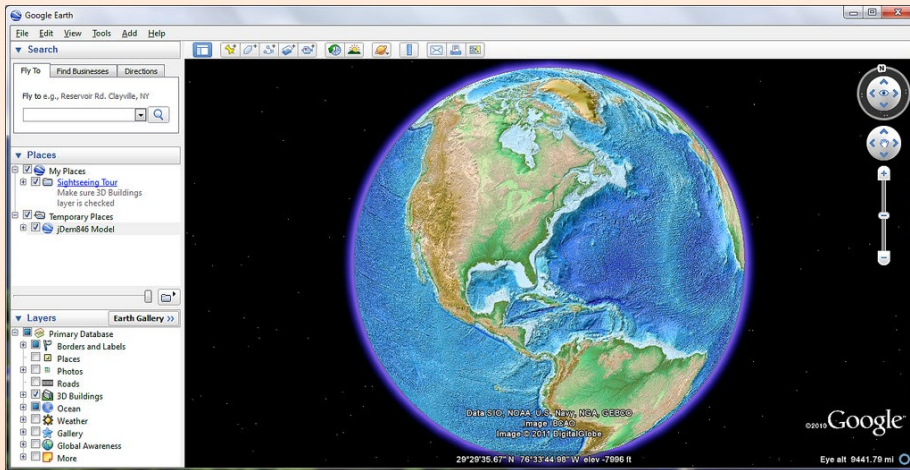 Google Earth
File Edit View Tools Add Help
Search
Fly To Find Businesses Directions
Fly to e.g., Reservoir Rd. Clayville, NY
Places
My Places
Sightseeing Tour
Make sure 3D Buildings
layer is checked
Temporary Places
jDem846 Model
Layers Earth Gallery >>
Primary Database
Borders and Labels
Places
Photos
Roads
3D Buildings
Ocean
Weather
Gallery
Global Awareness
More
N
Data SIO, NOAA, U.S. Navy, NGA, GEBCO
Image IBCAO
Image © 2011 DigitalGlobe
©2010 Google™
29°29'35.67" N 76°33'44.98" W elev -7996 ft
Eye alt 9441.79 mi